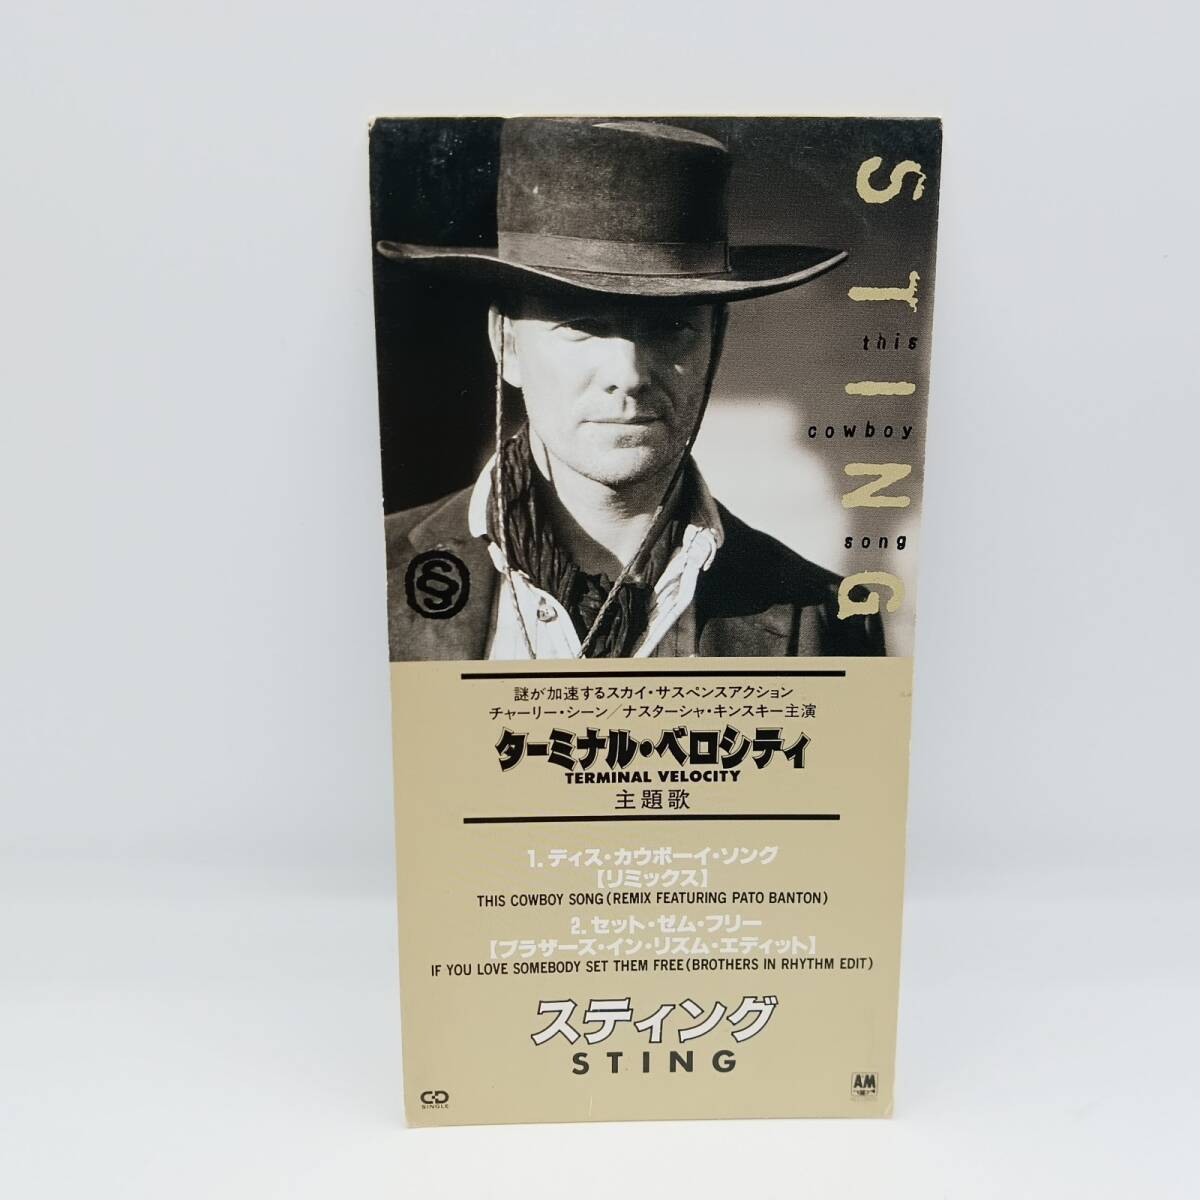 STING
this
cowboy
song
謎が加速するスカイ・サスペンスアクション
チャーリー・シーン／ナスターシャ・キンスキー主演
ターミナル・ベロシティ
TERMINAL VELOCITY
主題歌
1. ディス・カウボーイ・ソング
【リミックス】
THIS COWBOY SONG (REMIX FEATURING PATO BANTON)
2. セット・ゼム・フリー
【ブラザーズ・イン・リズム・エディット】
IF YOU LOVE SOMEBODY SET THEM FREE (BROTHERS IN RHYTHM EDIT)
スティング
STING
CD
SINGLE
A&M